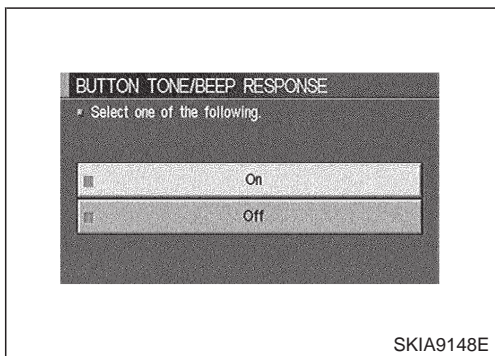 BUTTON TONE/BEEP RESPONSE
Select one of the following.
On
Off
SKIA9148E